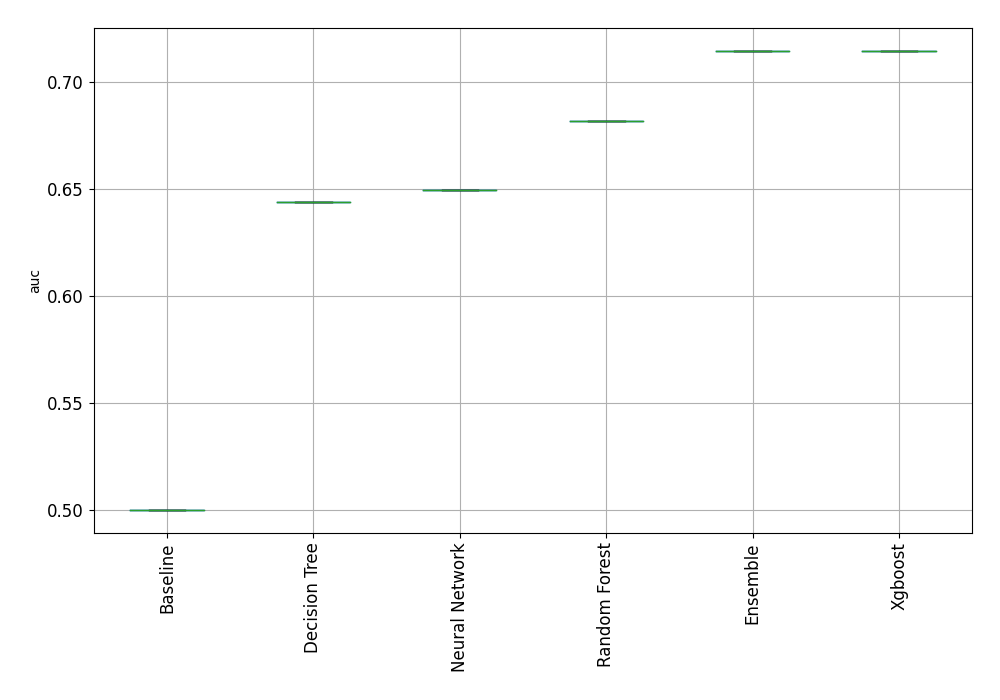 0.70
0.65
auc
0.60
0.55
0.50
Baseline
Decision Tree
Neural Network
Random Forest
Ensemble
Xgboost